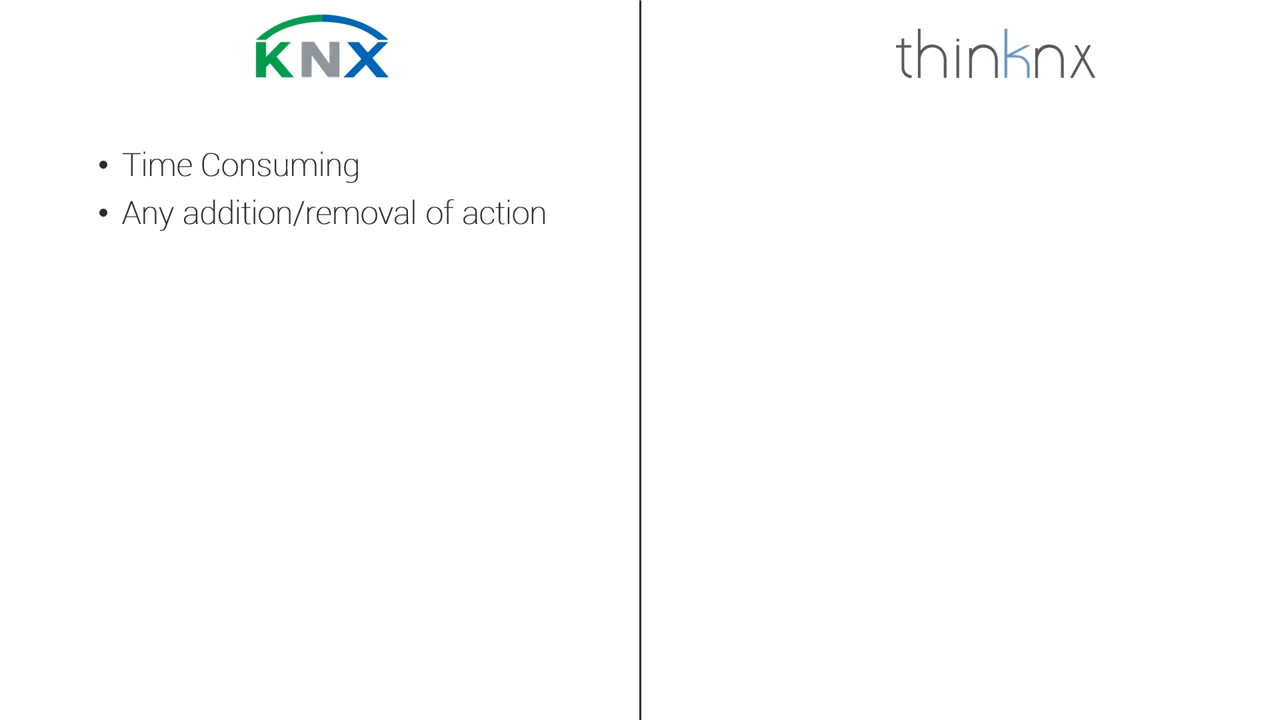 KNX
thinknx
• Time Consuming
• Any addition/removal of action